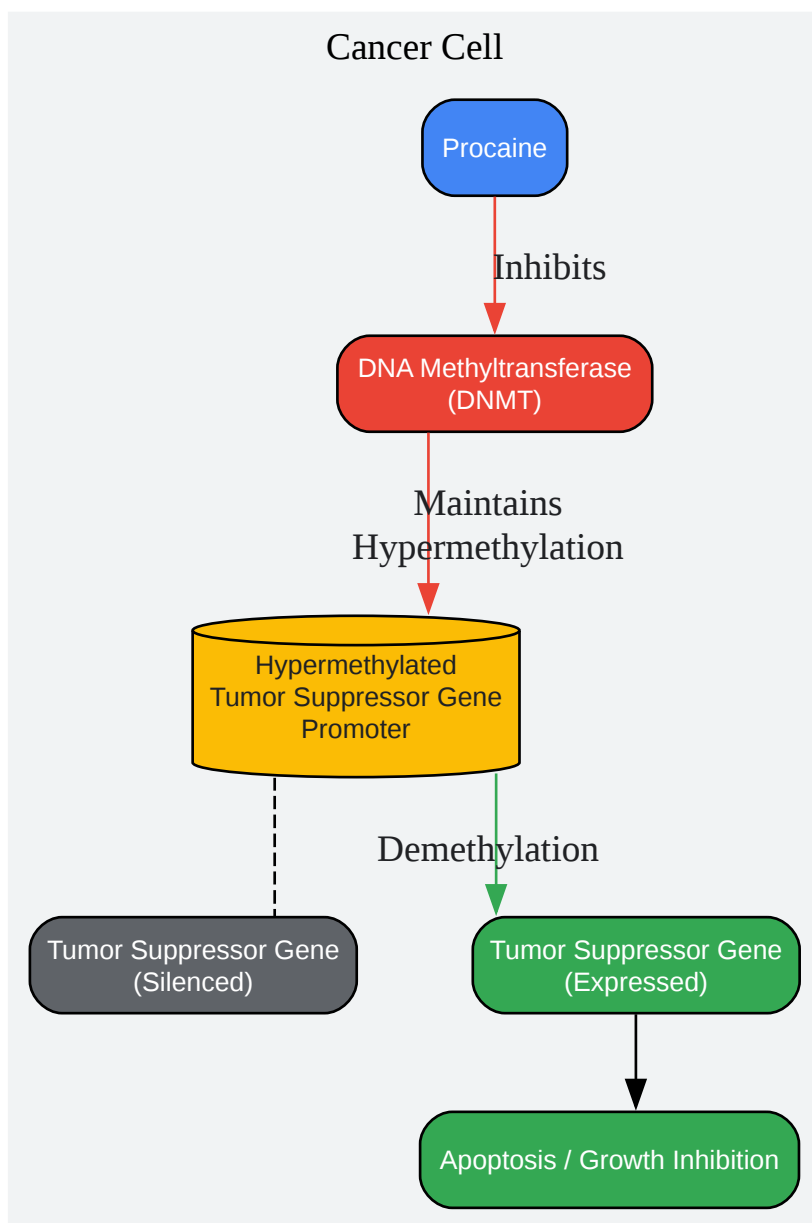 Cancer Cell
Procaine
Inhibits
DNA Methyltransferase
(DNMT)
Maintains
Hypermethylation
Hypermethylated
Tumor Suppressor Gene
Promoter
Demethylation
Tumor Suppressor Gene
(Silenced)
Tumor Suppressor Gene
(Expressed)
Apoptosis / Growth Inhibition